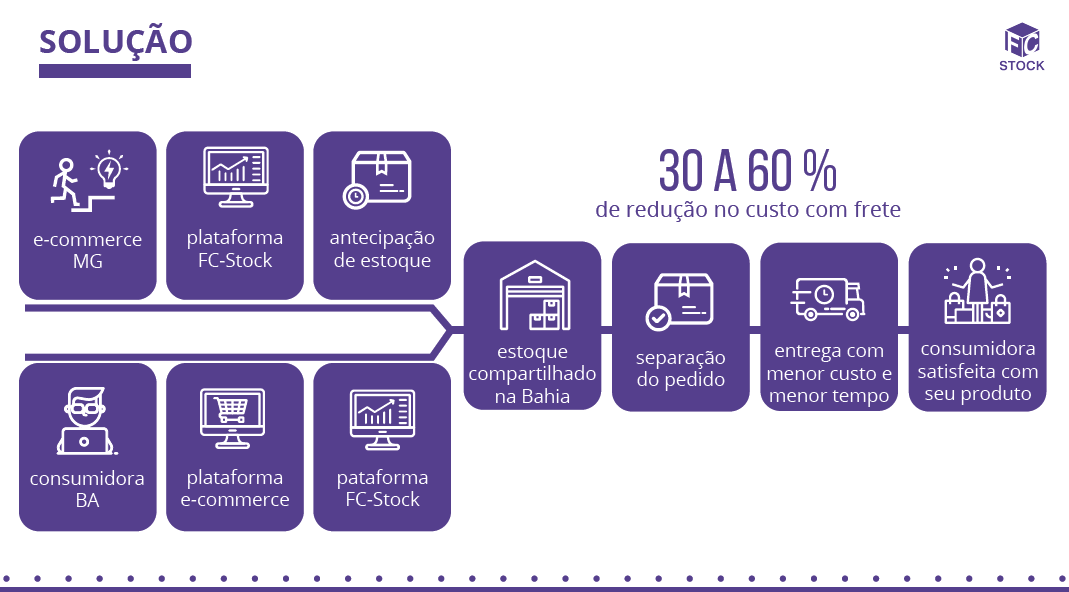 SOLUÇÃO
FC
STOCK
e-commerce
MG
plataforma
FC-Stock
antecipação
de estoque
30 A 60 %
de redução no custo com frete
estoque
compartilhado
na Bahia
separação
do pedido
entrega com
menor custo e
menor tempo
consumidora
satisfeita com
seu produto
consumidora
BA
plataforma
e-commerce
pataforma
FC-Stock